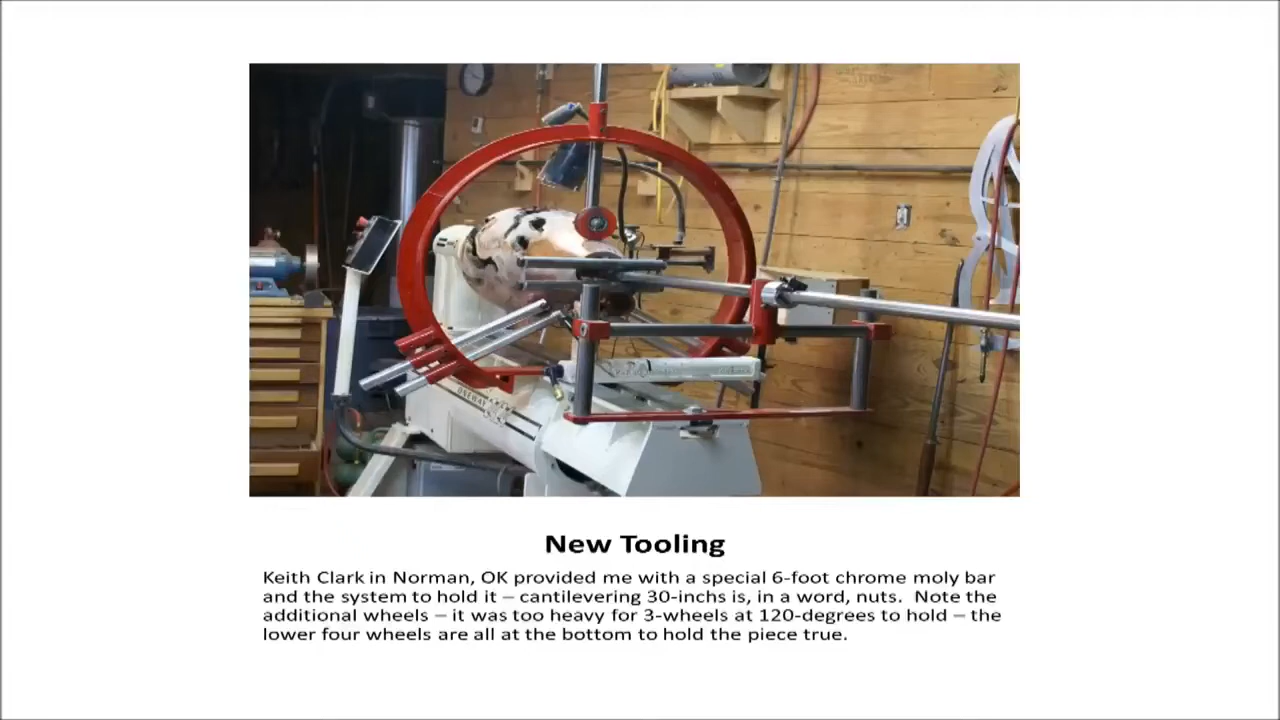 ONEWAY
New Tooling
Keith Clark in Norman, OK provided me with a special 6-foot chrome moly bar
and the system to hold it – cantilevering 30-inchs is, in a word, nuts.  Note the
additional wheels – it was too heavy for 3-wheels at 120-degrees to hold – the
lower four wheels are all at the bottom to hold the piece true.